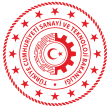 TÜRKİYE CUMHURİYETİ SANAYİ VE TEKNOLOJİ BAKANLIĞI